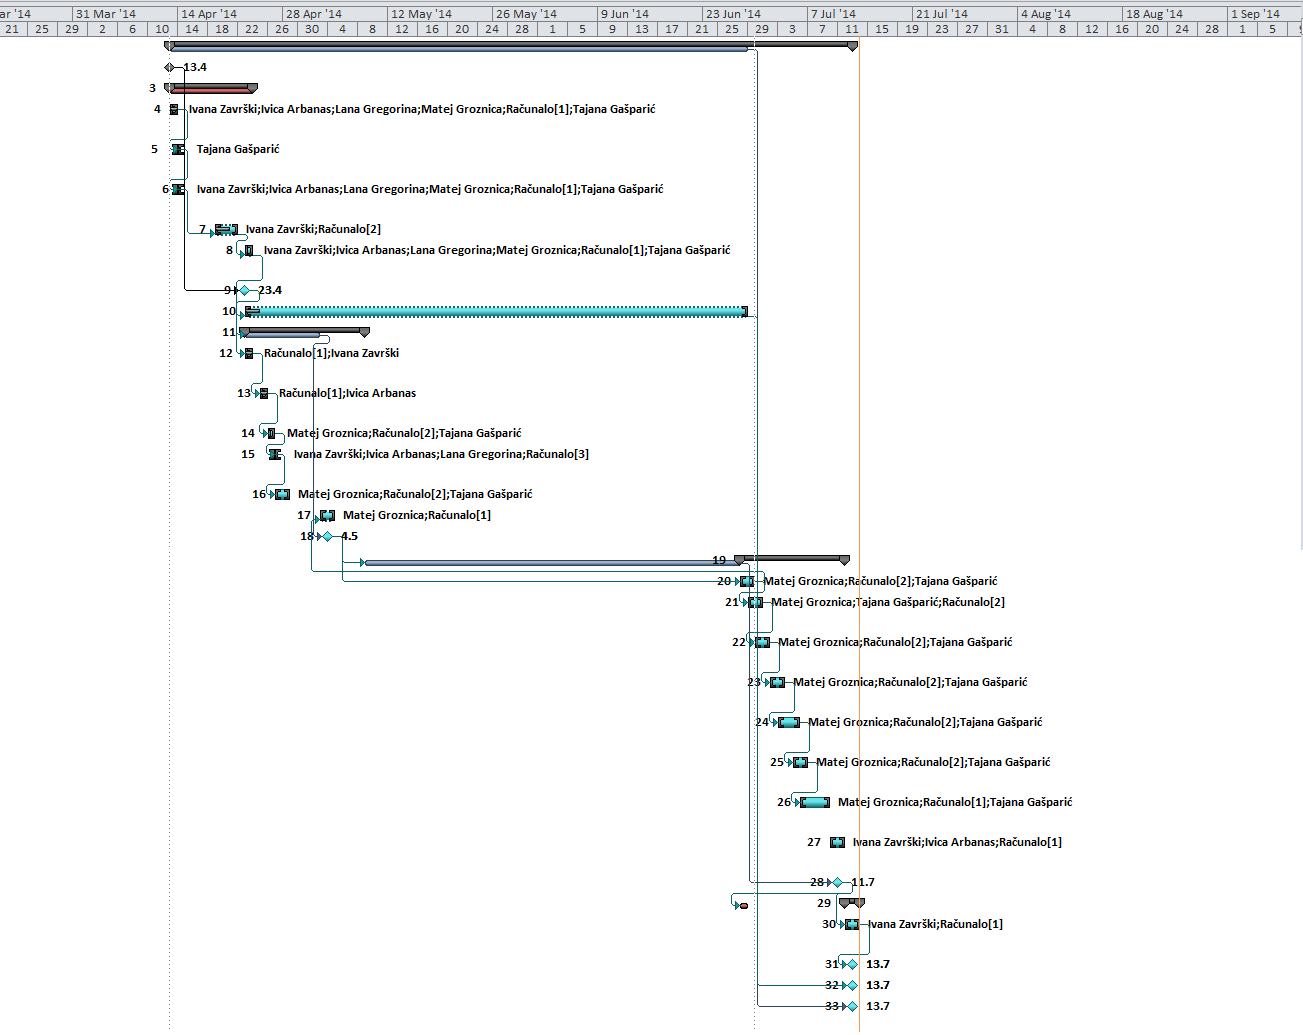 ar '14 31 Mar '14 14 Apr '14 28 Apr '14 12 May '14 26 May '14 9 Jun '14 23 Jun '14 7 Jul '14 21 Jul '14 4 Aug '14 18 Aug '14 1 Sep '14
21 25 29 2 6 10 14 18 22 26 30 4 8 12 16 20 24 28 1 5 9 13 17 21 25 29 3 7 11 15 19 23 27 31 4 8 12 16 20 24 28 1 5
13.4
3
4 Ivana Završki;Ivica Arbanas;Lana Gregorina;Matej Groznica;Računalo[1];Tajana Gašparić
5 Tajana Gašparić
6 Ivana Završki;Ivica Arbanas;Lana Gregorina;Matej Groznica;Računalo[1];Tajana Gašparić
7 Ivana Završki;Računalo[2]
8 Ivana Završki;Ivica Arbanas;Lana Gregorina;Matej Groznica;Računalo[1];Tajana Gašparić
9 23.4
10
11
12 Računalo[1];Ivana Završki
13 Računalo[1];Ivica Arbanas
14 Matej Groznica;Računalo[2];Tajana Gašparić
15 Ivana Završki;Ivica Arbanas;Lana Gregorina;Računalo[3]
16 Matej Groznica;Računalo[2];Tajana Gašparić
17 Matej Groznica;Računalo[1]
18 4.5
19
20 Matej Groznica;Računalo[2];Tajana Gašparić
21 Matej Groznica;Tajana Gašparić;Računalo[2]
22 Matej Groznica;Računalo[2];Tajana Gašparić
23 Matej Groznica;Računalo[2];Tajana Gašparić
24 Matej Groznica;Računalo[2];Tajana Gašparić
25 Matej Groznica;Računalo[2];Tajana Gašparić
26 Matej Groznica;Računalo[1];Tajana Gašparić
27 Ivana Završki;Ivica Arbanas;Računalo[1]
28 11.7
29
30 Ivana Završki;Računalo[1]
31 13.7
32 13.7
33 13.7